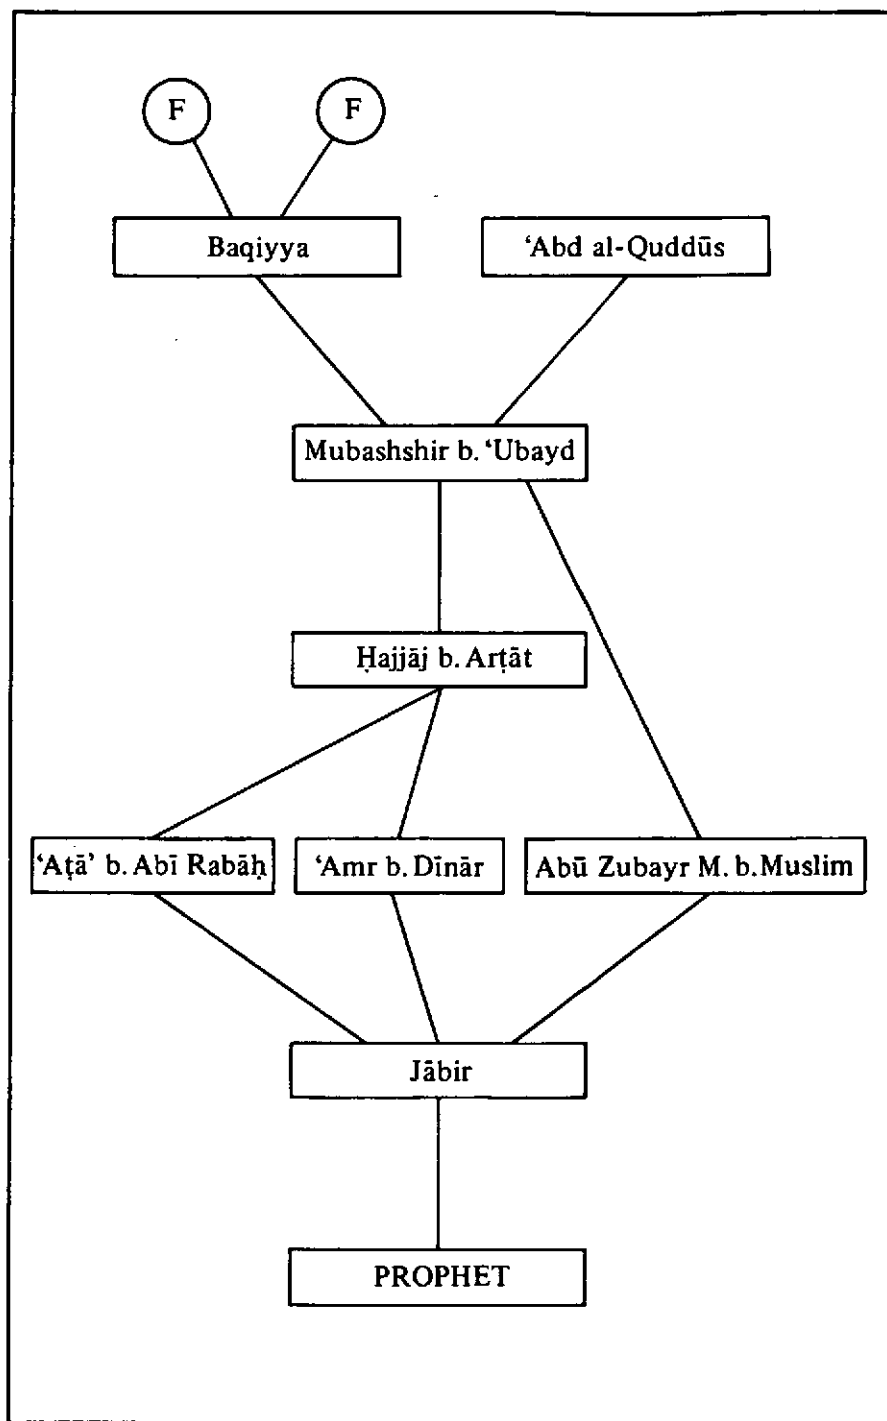 F
F
Baqiyya
‘Abd al-Quddūs
Mubashshir b. ‘Ubayd
Ḥajjāj b. Arṭāt
‘Aṭā’ b. Abī Rabāḥ
‘Amr b. Dīnār
Abū Zubayr M. b. Muslim
Jābir
PROPHET